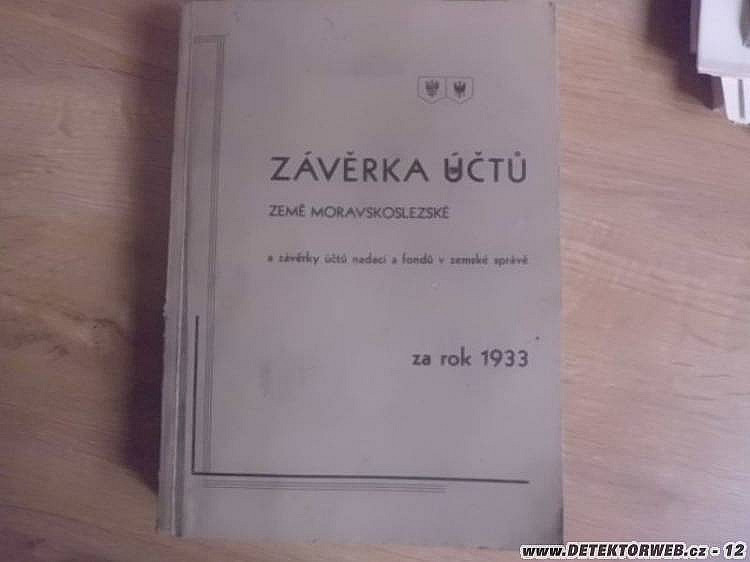 ZÁVĚRKA ÚČTŮ
ZEMĚ MORAVSKOSLEZSKÉ
a závěrky účtů nadací a fondů v zemské správě
za rok 1933
www.DETEKTORWEB.cz - 12